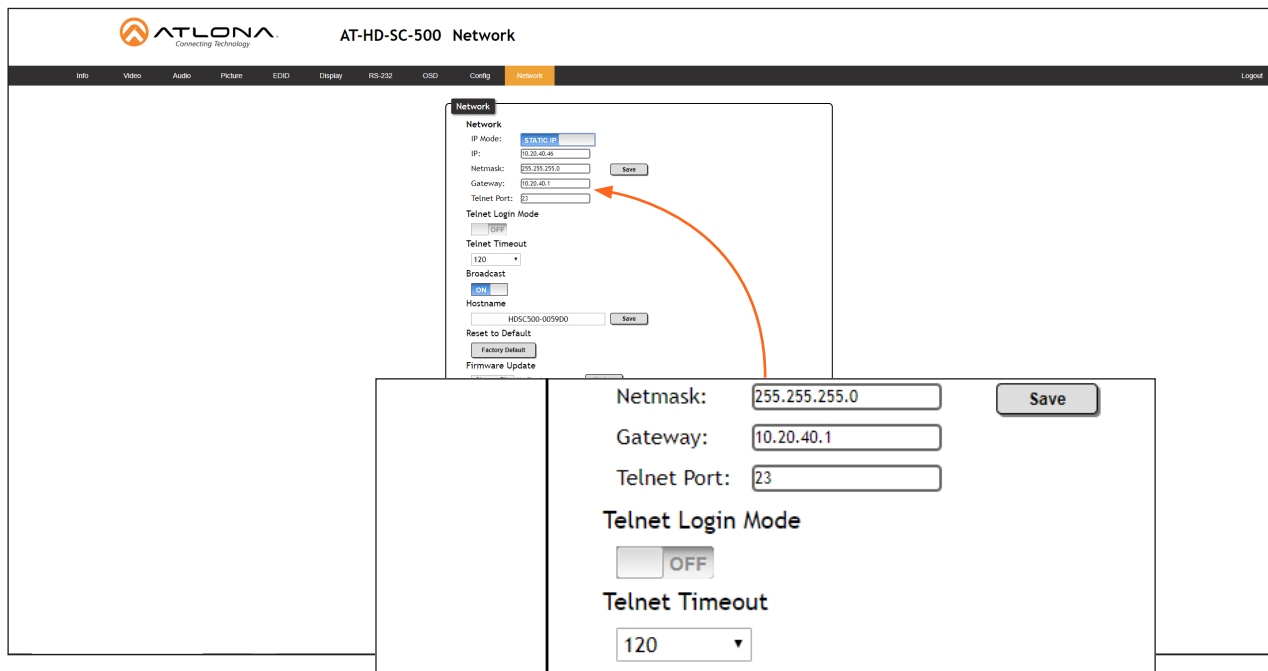 ATLONA.
Connecting Technology
AT-HD-SC-500 Network
Info Video Audio Picture EDID Display RS-232 OSD Config Network Logout
Network
Network
IP Mode: STATIC IP
IP: 10.20.40.46
Netmask: 255.255.255.0 Save
Gateway: 10.20.40.1
Telnet Port: 23
Telnet Login Mode
OFF
Telnet Timeout
120
Broadcast
ON
Hostname
HDSC500-0059D0 Save
Reset to Default
Factory Default
Firmware Update
Netmask: 255.255.255.0 Save
Gateway: 10.20.40.1
Telnet Port: 23
Telnet Login Mode
OFF
Telnet Timeout
120